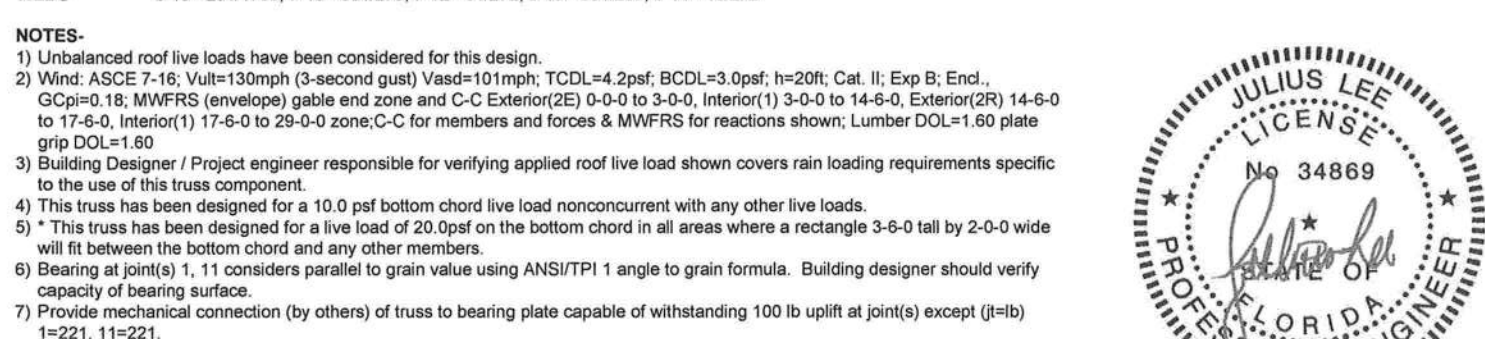 NOTES-
1) Unbalanced roof live loads have been considered for this design.
2) Wind: ASCE 7-16; Vult=130mph (3-second gust) Vasd=101mph; TCDL=4.2psf; BCDL=3.0psf; h=20ft; Cat. II; Exp B; Encl.,
GCpi=0.18; MWFRS (envelope) gable end zone and C-C Exterior(2E) 0-0-0 to 3-0-0, Interior(1) 3-0-0 to 14-6-0, Exterior(2R) 14-6-0
to 17-6-0, Interior(1) 17-6-0 to 29-0-0 zone;C-C for members and forces & MWFRS for reactions shown; Lumber DOL=1.60 plate
grip DOL=1.60
3) Building Designer / Project engineer responsible for verifying applied roof live load shown covers rain loading requirements specific
to the use of this truss component.
4) This truss has been designed for a 10.0 psf bottom chord live load nonconcurrent with any other live loads.
5) * This truss has been designed for a live load of 20.0psf on the bottom chord in all areas where a rectangle 3-6-0 tall by 2-0-0 wide
will fit between the bottom chord and any other members.
6) Bearing at joint(s) 1, 11 considers parallel to grain value using ANSI/TPI 1 angle to grain formula. Building designer should verify
capacity of bearing surface.
7) Provide mechanical connection (by others) of truss to bearing plate capable of withstanding 100 lb uplift at joint(s) except (jt=lb)
1=221, 11=221.
JULIUS LEE
LICENSE
No 34869
STATE OF
FLORIDA